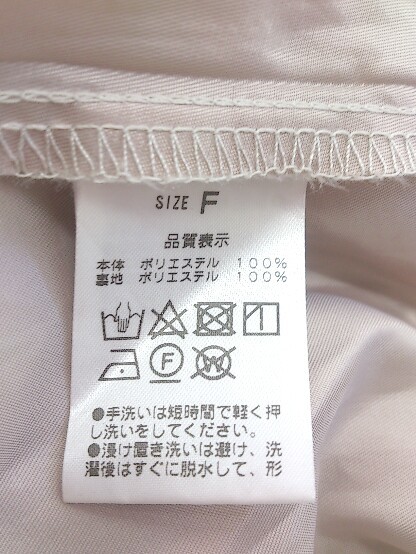 SIZE F
品質表示
本体 ポリエステル 100%
裏地 ポリエステル 100%
F
W
●手洗いは短時間で軽く押
し洗いをしてください。
●浸け置き洗いは避け、洗
濯後はすぐに脱水して、形